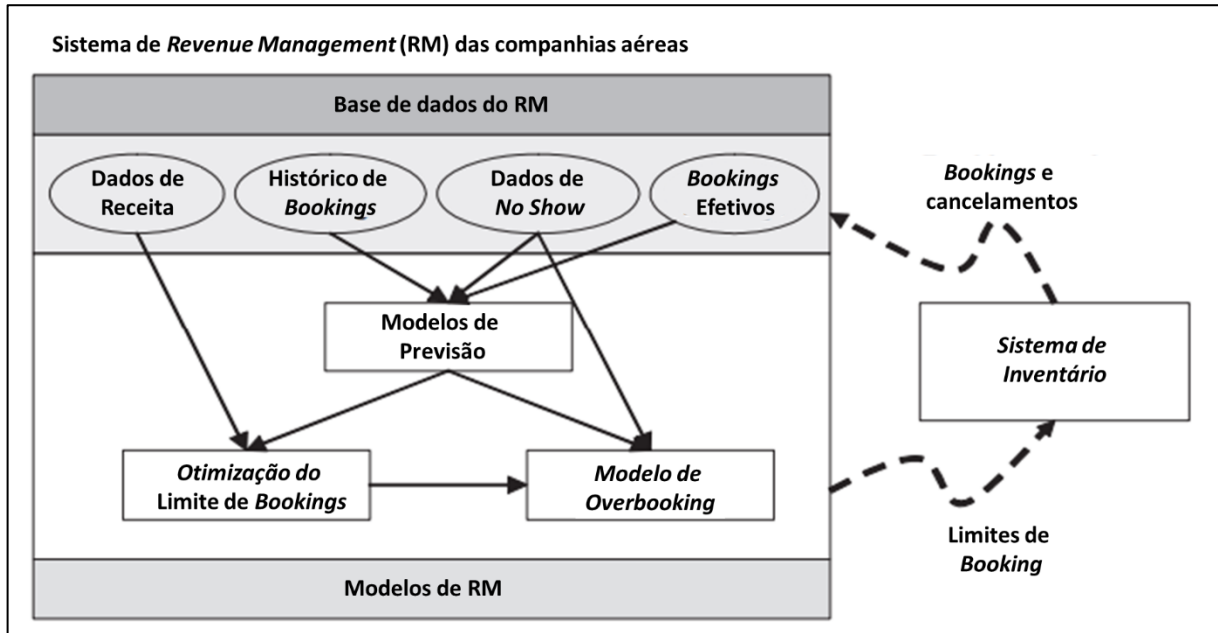 Sistema de Revenue Management (RM) das companhias aéreas
Base de dados do RM
Dados de
Receita
Histórico de
Bookings
Dados de
No Show
Bookings
Efetivos
Modelos de
Previsão
Otimização do
Limite de Bookings
Modelo de
Overbooking
Modelos de RM
Bookings e
cancelamentos
Sistema de
Inventário
Limites de
Booking